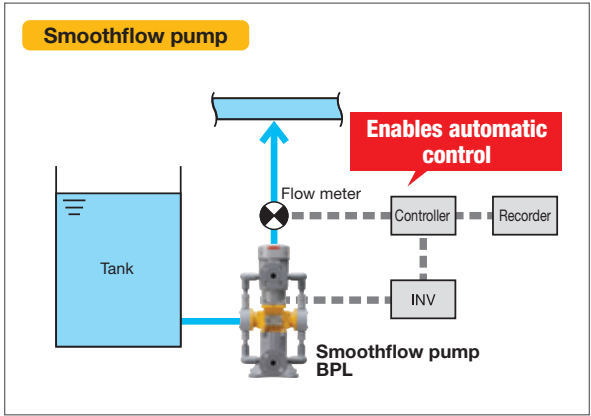 Smoothflow pump
Enables automatic
control
Flow meter
Controller
Recorder
Tank
INV
Smoothflow pump
BPL